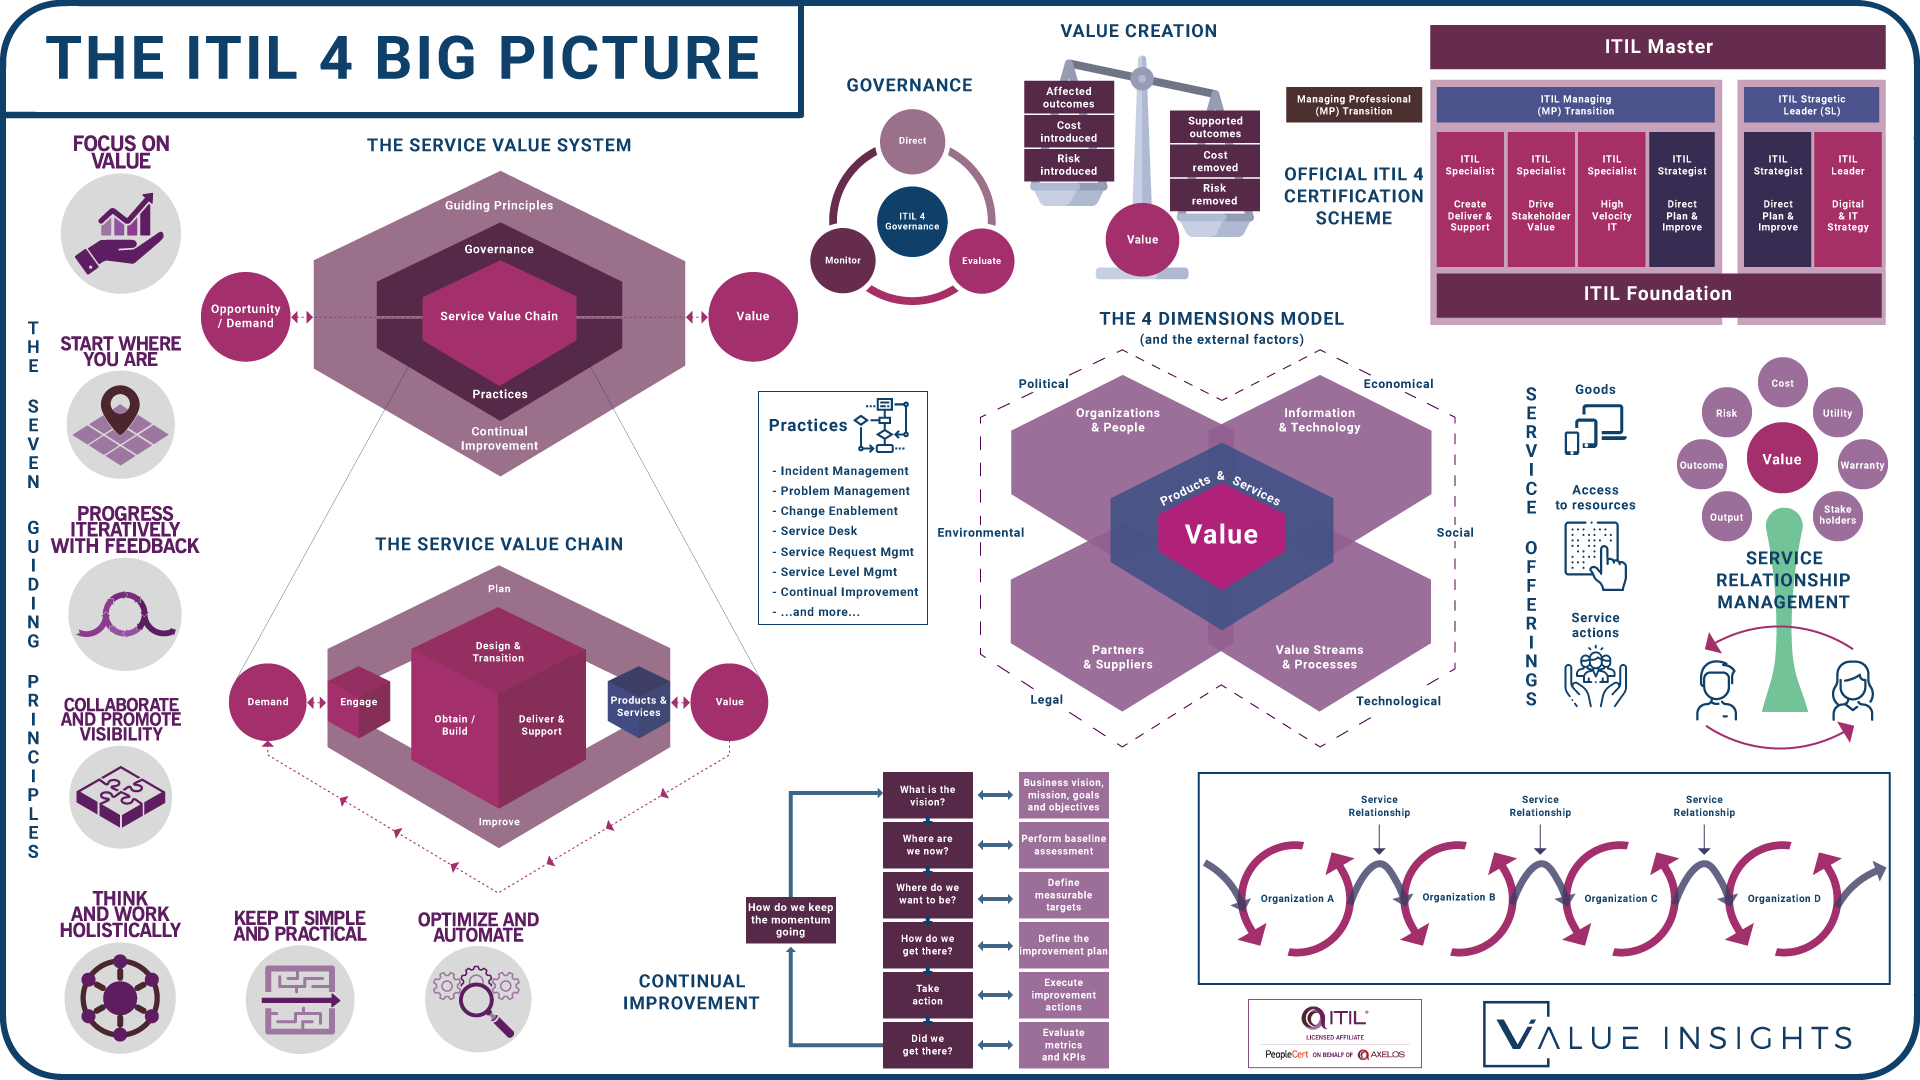 THE ITIL 4 BIG PICTURE
FOCUS ON
VALUE
THE SEVEN GUIDING PRINCIPLES
START WHERE
YOU ARE
PROGRESS
ITERATIVELY
WITH FEEDBACK
COLLABORATE
AND PROMOTE
VISIBILITY
THINK
AND WORK
HOLISTICALLY
KEEP IT SIMPLE
AND PRACTICAL
OPTIMIZE AND
AUTOMATE
THE SERVICE VALUE SYSTEM
Guiding Principles
Governance
Opportunity
/ Demand
Service Value Chain
Value
Practices
Continual
Improvement
THE SERVICE VALUE CHAIN
Plan
Design &
Transition
Demand
Engage
Obtain /
Build
Deliver &
Support
Products &
Services
Value
Improve
GOVERNANCE
Direct
ITIL 4
Governance
Monitor
Evaluate
VALUE CREATION
Affected
outcomes
Cost
introduced
Risk
introduced
Supported
outcomes
Cost
removed
Risk
removed
Value
Managing Professional
(MP) Transition
OFFICIAL ITIL 4
CERTIFICATION
SCHEME
ITIL Master
ITIL Managing
(MP) Transition
ITIL Stragetic
Leader (SL)
ITIL
Specialist
Create
Deliver &
Support
ITIL
Specialist
Drive
Stakeholder
Value
ITIL
Specialist
High
Velocity
IT
ITIL
Strategist
Direct
Plan &
Improve
ITIL
Strategist
Direct
Plan &
Improve
ITIL
Leader
Digital
& IT
Strategy
ITIL Foundation
Practices
- Incident Management
- Problem Management
- Change Enablement
- Service Desk
- Service Request Mgmt
- Service Level Mgmt
- Continual Improvement
- ...and more...
THE 4 DIMENSIONS MODEL
(and the external factors)
Political
Economical
Organizations
& People
Information
& Technology
Products & Services
Value
Environmental
Social
Partners
& Suppliers
Value Streams
& Processes
Legal
Technological
SERVICE OFFERINGS
Goods
Access
to resources
Service
actions
Cost
Risk
Utility
Outcome
Value
Warranty
Output
Stake
holders
SERVICE
RELATIONSHIP
MANAGEMENT
CONTINUAL
IMPROVEMENT
How do we keep
the momentum
going
What is the
vision?
Business vision,
mission, goals
and objectives
Where are
we now?
Perform baseline
assessment
Where do we
want to be?
Define
measurable
targets
How do we
get there?
Define the
improvement plan
Take
action
Execute
improvement
actions
Did we
get there?
Evaluate
metrics
and KPIs
Service
Relationship
Service
Relationship
Service
Relationship
Organization A
Organization B
Organization C
Organization D
ITIL®
LICENSED AFFILIATE
PeopleCert ON BEHALF OF AXELOS
VALUE INSIGHTS